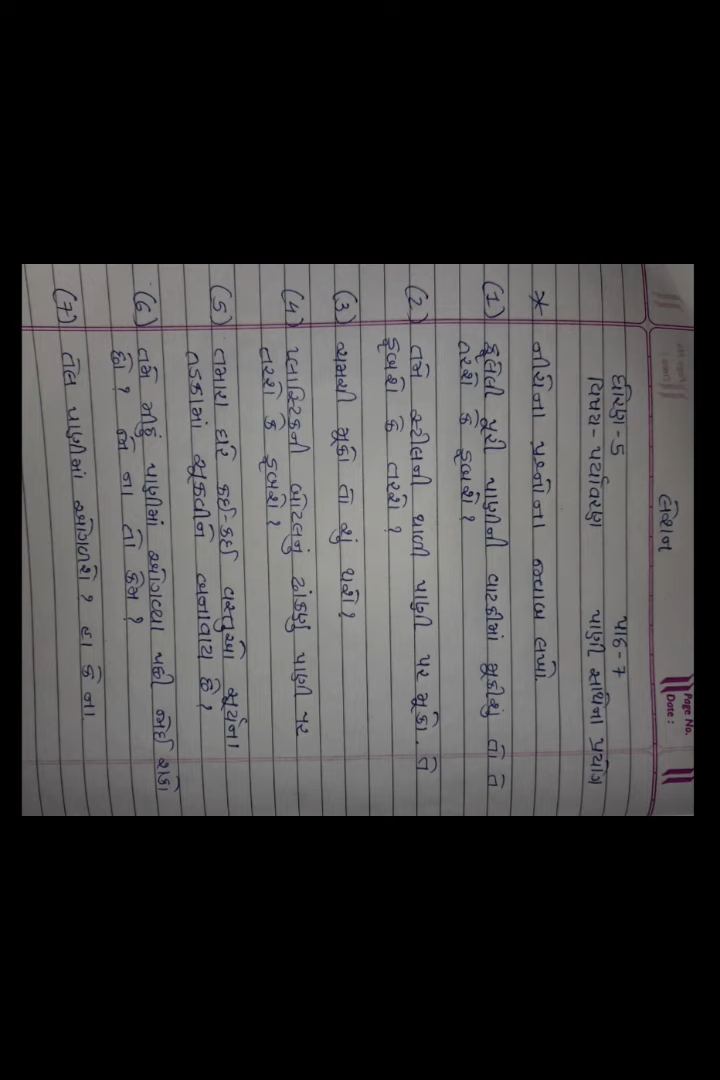 Page No.
Date :
લેશન
ધોરણ-5 પાઠ-7
વિષય- પર્યાવરણ પાણી સાથેના પ્રયોગ
* નીચેના પ્રશ્નોના જવાબ લખો.
(1) ફૂલેલી પૂરી પાણીની વાટકીમાં મૂકીશું તો તે
તરશે કે ડૂબશે?
(2) તમે સ્ટીલની થાળી પાણી પર મૂકો. તે
ડૂબશે કે તરશે?
(3) ચમચી મૂકો તો શું થશે?
(4) પ્લાસ્ટિકની બોટલનું ઢાંકણું પાણી પર
તરશે કે ડૂબશે?
(5) તમારા ઘરે કઈ-કઈ વસ્તુઓ સૂર્યના
તડકામાં સૂકવીને બનાવાય છે?
(6) તમે મીઠું પાણીમાં ઓગળ્યા પછી જોઈ શકો
છો? જો ના તો કેમ?
(7) તેલ પાણીમાં ઓગળશે? હા કે ના